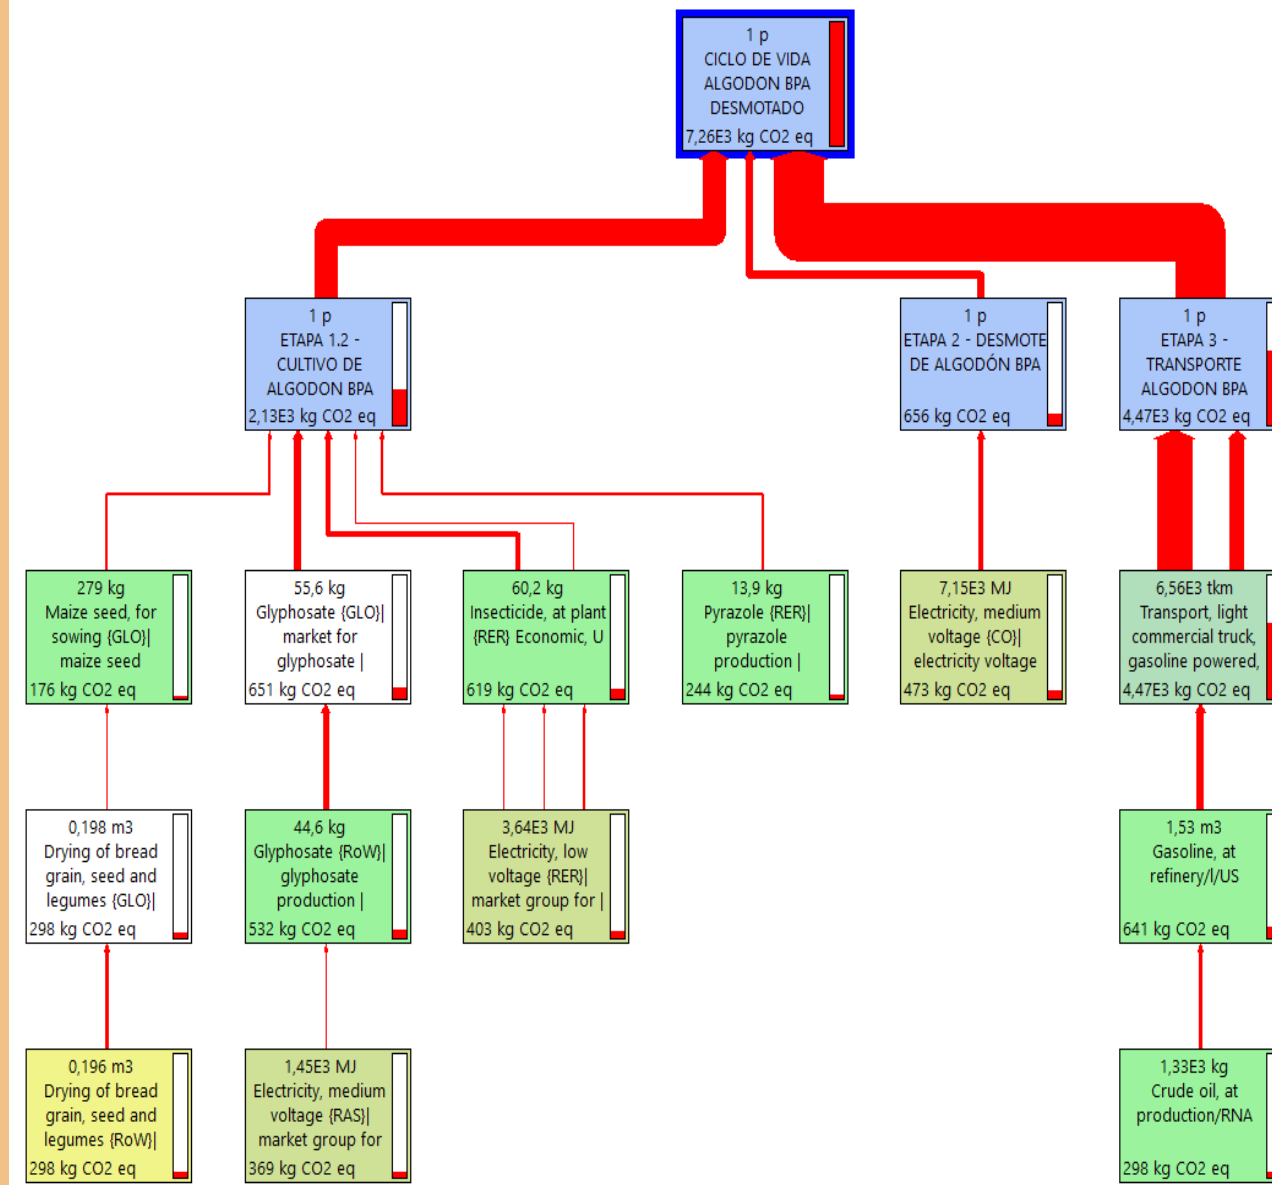 1 p
CICLO DE VIDA
ALGODON BPA
DESMOTADO
7,26E3 kg CO2 eq
1 p
ETAPA 1.2 -
CULTIVO DE
ALGODON BPA
2,13E3 kg CO2 eq
1 p
ETAPA 2 - DESMOTE
DE ALGODÓN BPA
656 kg CO2 eq
1 p
ETAPA 3 -
TRANSPORTE
ALGODON BPA
4,47E3 kg CO2 eq
279 kg
Maize seed, for
sowing {GLO}|
maize seed
176 kg CO2 eq
55,6 kg
Glyphosate {GLO}|
market for
glyphosate |
651 kg CO2 eq
60,2 kg
Insecticide, at plant
{RER} Economic, U
619 kg CO2 eq
13,9 kg
Pyrazole {RER}|
pyrazole
production |
244 kg CO2 eq
7,15E3 MJ
Electricity, medium
voltage {CO}|
electricity voltage
473 kg CO2 eq
6,56E3 tkm
Transport, light
commercial truck,
gasoline powered,
4,47E3 kg CO2 eq
0,198 m3
Drying of bread
grain, seed and
legumes {GLO}|
298 kg CO2 eq
44,6 kg
Glyphosate {RoW}|
glyphosate
production |
532 kg CO2 eq
3,64E3 MJ
Electricity, low
voltage {RER}|
market group for |
403 kg CO2 eq
1,53 m3
Gasoline, at
refinery/l/US
641 kg CO2 eq
0,196 m3
Drying of bread
grain, seed and
legumes {RoW}|
298 kg CO2 eq
1,45E3 MJ
Electricity, medium
voltage {RAS}|
market group for
369 kg CO2 eq
1,33E3 kg
Crude oil, at
production/RNA
298 kg CO2 eq